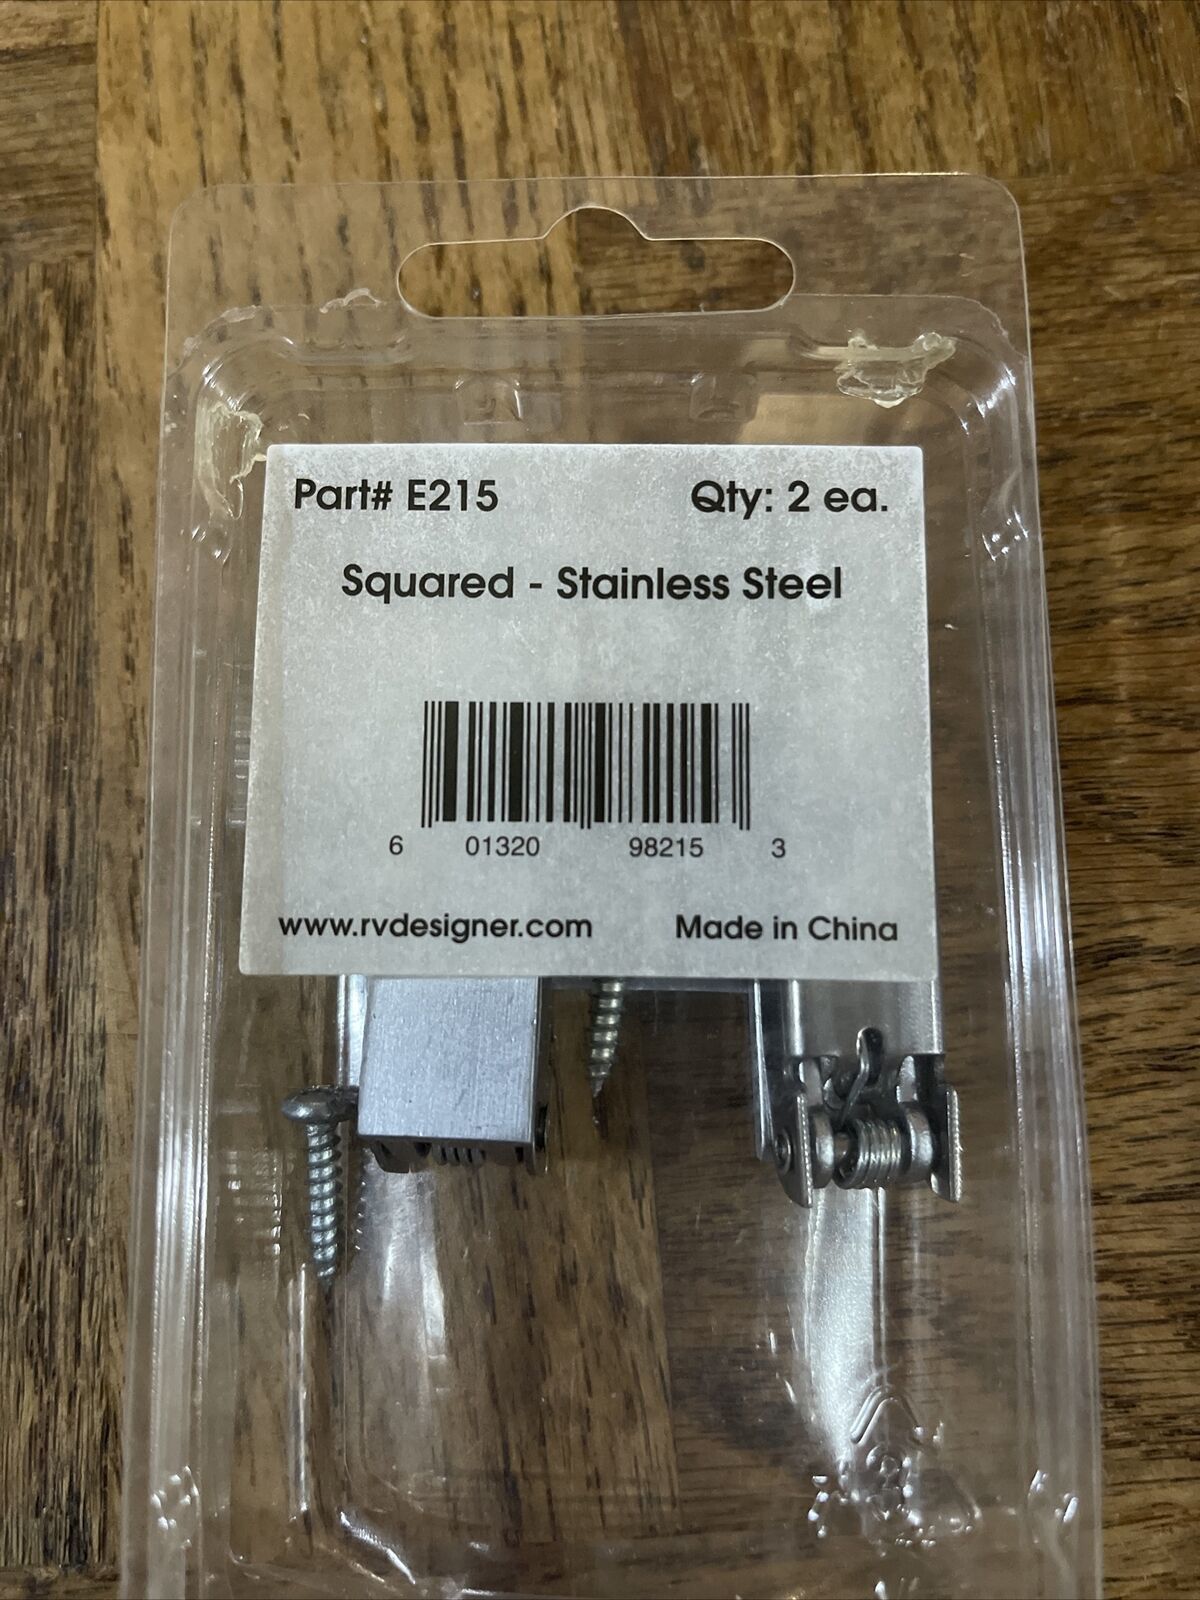 Part# E215 Qty: 2 ea.
Squared - Stainless Steel
6 01320 98215 3
www.rvdesigner.com Made in China